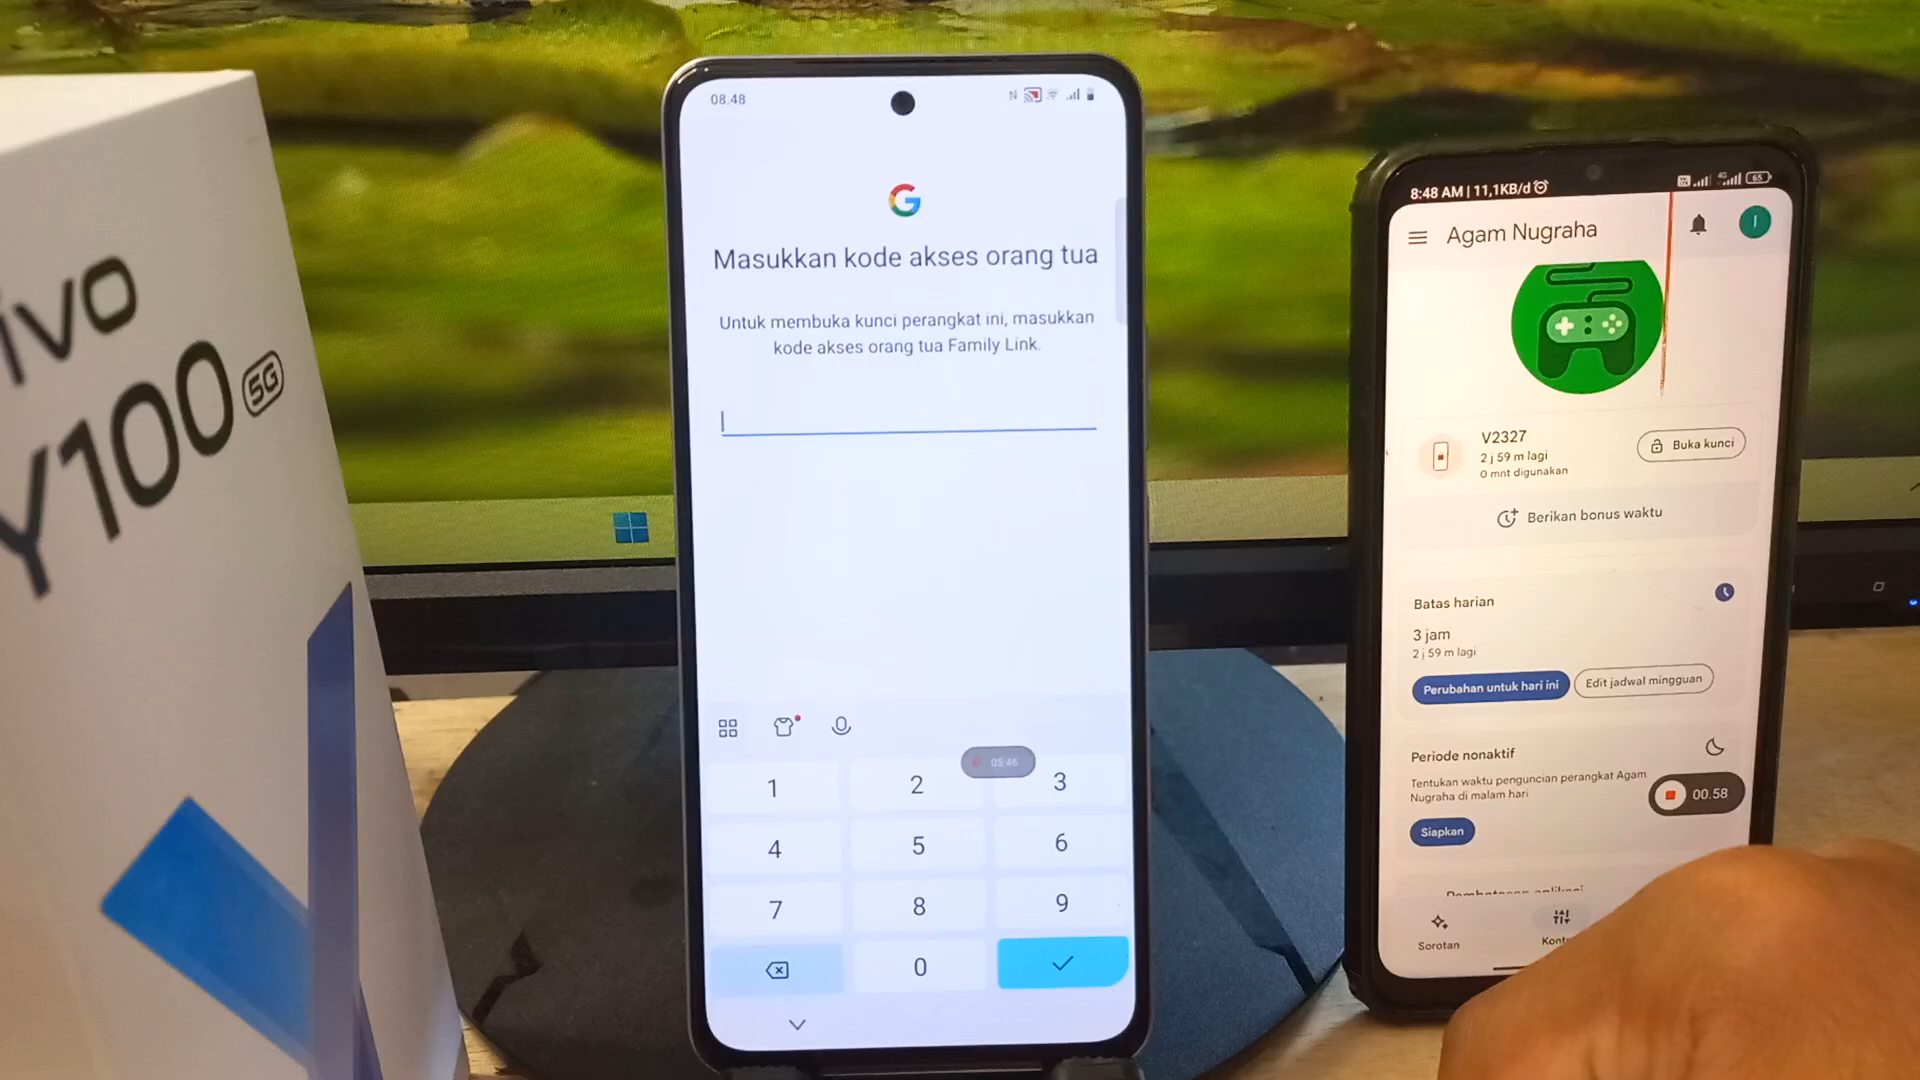 vivo
Y100 5G
08.48
Masukkan kode akses orang tua
Untuk membuka kunci perangkat ini, masukkan
kode akses orang tua Family Link.
05:46
1
2
3
4
5
6
7
8
9
0
8:48 AM | 11,1KB/d
4G
65
Agam Nugraha
I
V2327
2 j 59 m lagi
0 mnt digunakan
Buka kunci
Berikan bonus waktu
Batas harian
3 jam
2 j 59 m lagi
Perubahan untuk hari ini
Edit jadwal mingguan
Periode nonaktif
Tentukan waktu penguncian perangkat Agam
Nugraha di malam hari
00.58
Siapkan
Sorotan